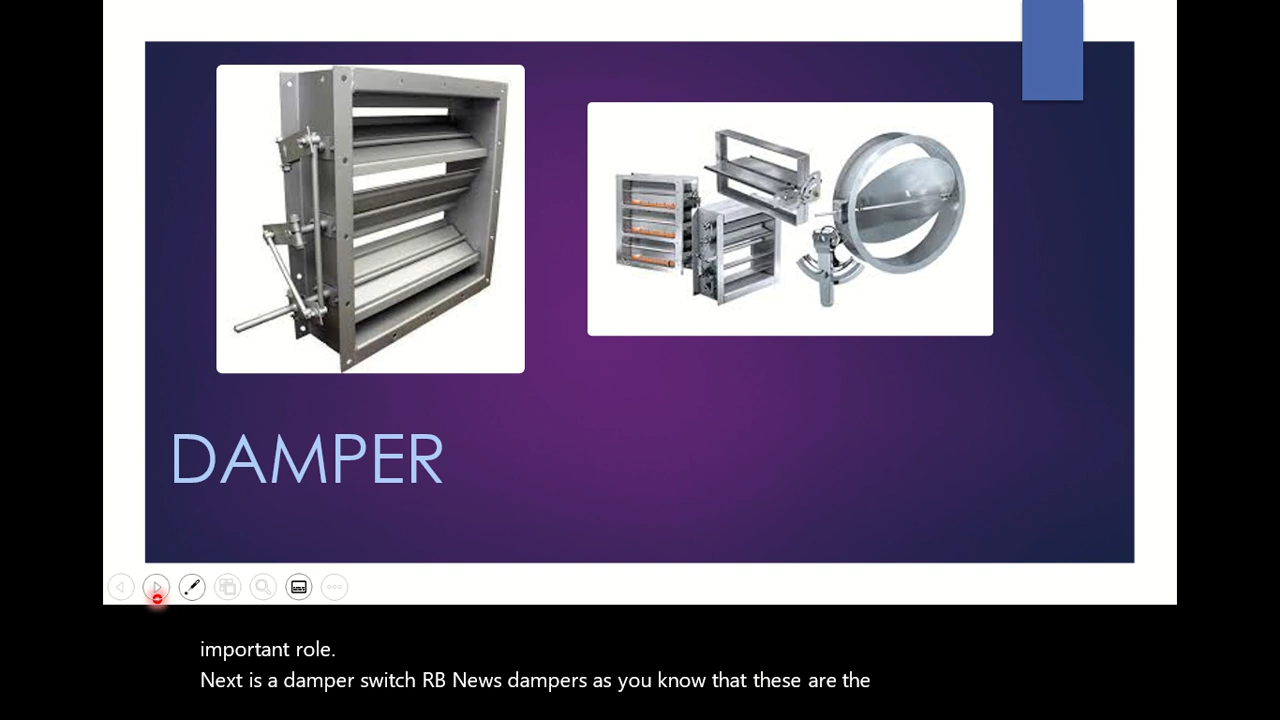 DAMPER
important role.
Next is a damper switch RB News dampers as you know that these are the